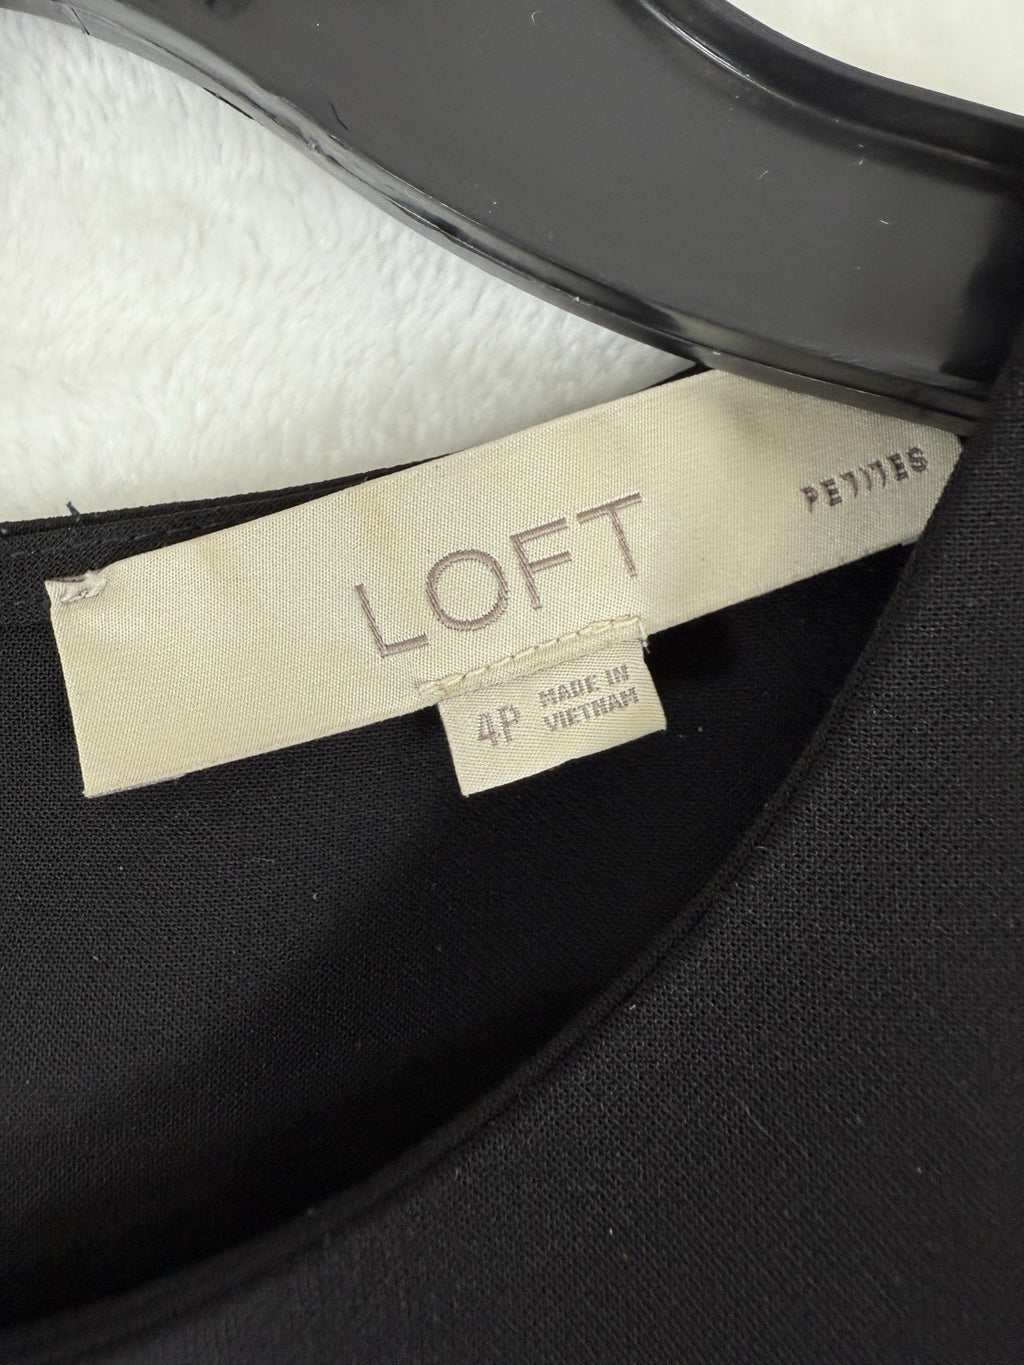 LOFT
PETITES
4P
MADE IN
VIETNAM